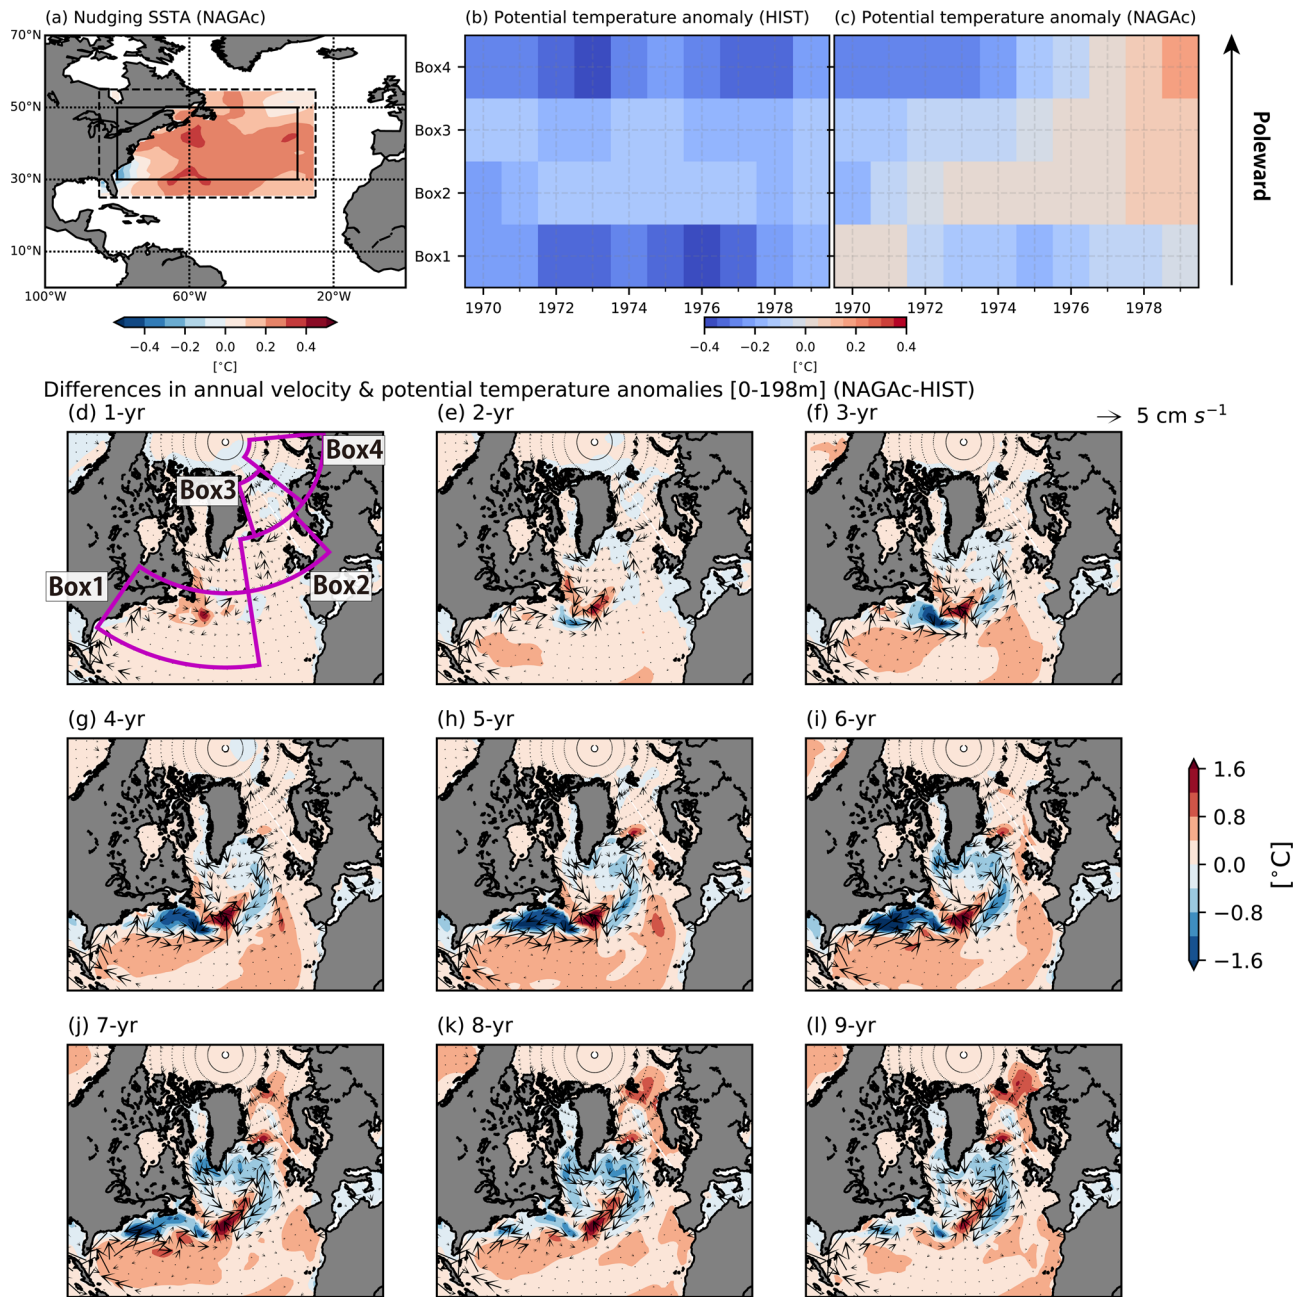 (a) Nudging SSTA (NAGAc)
(b) Potential temperature anomaly (HIST)
(c) Potential temperature anomaly (NAGAc)
70°N
50°N
30°N
10°N
100°W 60°W 20°W
−0.4 −0.2 0.0 0.2 0.4
[°C]
Box4
Box3
Box2
Box1
1970 1972 1974 1976 1978
1970 1972 1974 1976 1978
−0.4 −0.2 0.0 0.2 0.4
[°C]
Poleward
Differences in annual velocity & potential temperature anomalies [0-198m] (NAGAc-HIST)
(d) 1-yr
(e) 2-yr
(f) 3-yr
5 cm s⁻¹
Box4
Box3
Box1
Box2
(g) 4-yr
(h) 5-yr
(i) 6-yr
1.6
0.8
0.0
−0.8
−1.6
[°C]
(j) 7-yr
(k) 8-yr
(l) 9-yr